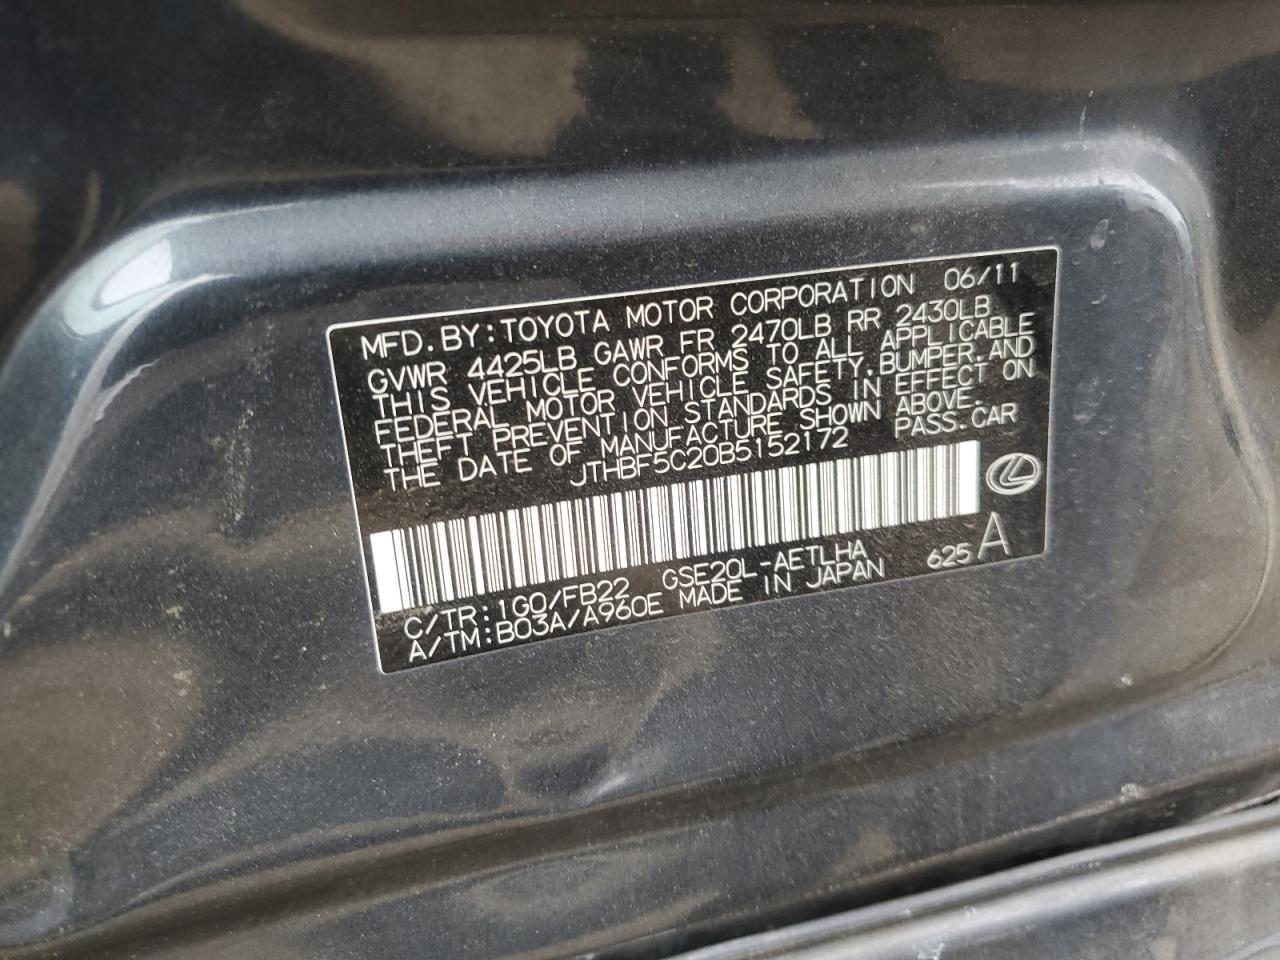 MFD. BY: TOYOTA MOTOR CORPORATION 06/11
GVWR 4425LB GAWR FR 2470LB RR 2430LB
THIS VEHICLE CONFORMS TO ALL APPLICABLE
FEDERAL MOTOR VEHICLE SAFETY, BUMPER, AND
THEFT PREVENTION STANDARDS IN EFFECT ON
THE DATE OF MANUFACTURE SHOWN ABOVE.
JTHBF5C20B5152172 PASS. CAR
C/TR: 1G0/FB22 GSE20L-AETLHA 625 A
A/TM: B03A/A960E MADE IN JAPAN